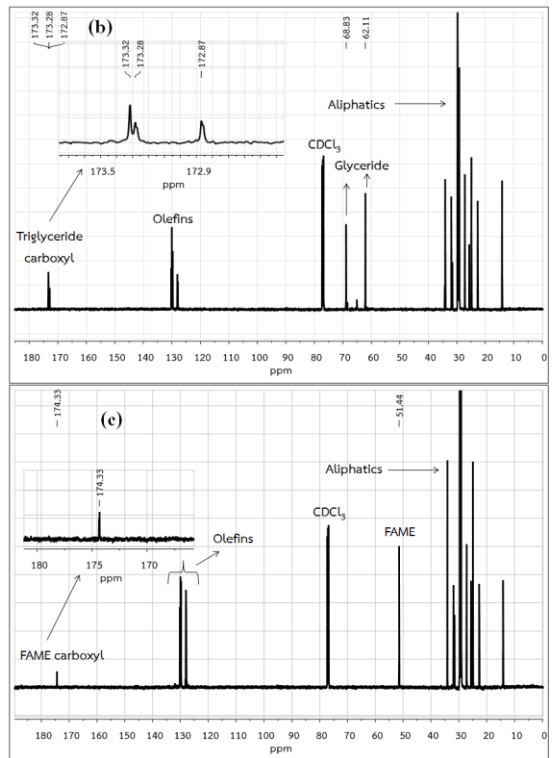 173.32
173.28
172.87
(b)
68.83
62.11
173.32
173.28
172.87
Aliphatics
CDCl3
173.5
172.9
ppm
Glyceride
Olefins
Triglyceride
carboxyl
180 170 160 150 140 130 120 110 100 90 80 70 60 50 40 30 20 10 0
ppm
174.33
(c)
51.44
174.33
Aliphatics
CDCl3
FAME
Olefins
180
170
ppm
FAME carboxyl
190 180 170 160 150 140 130 120 110 100 90 80 70 60 50 40 30 20 10 0
ppm